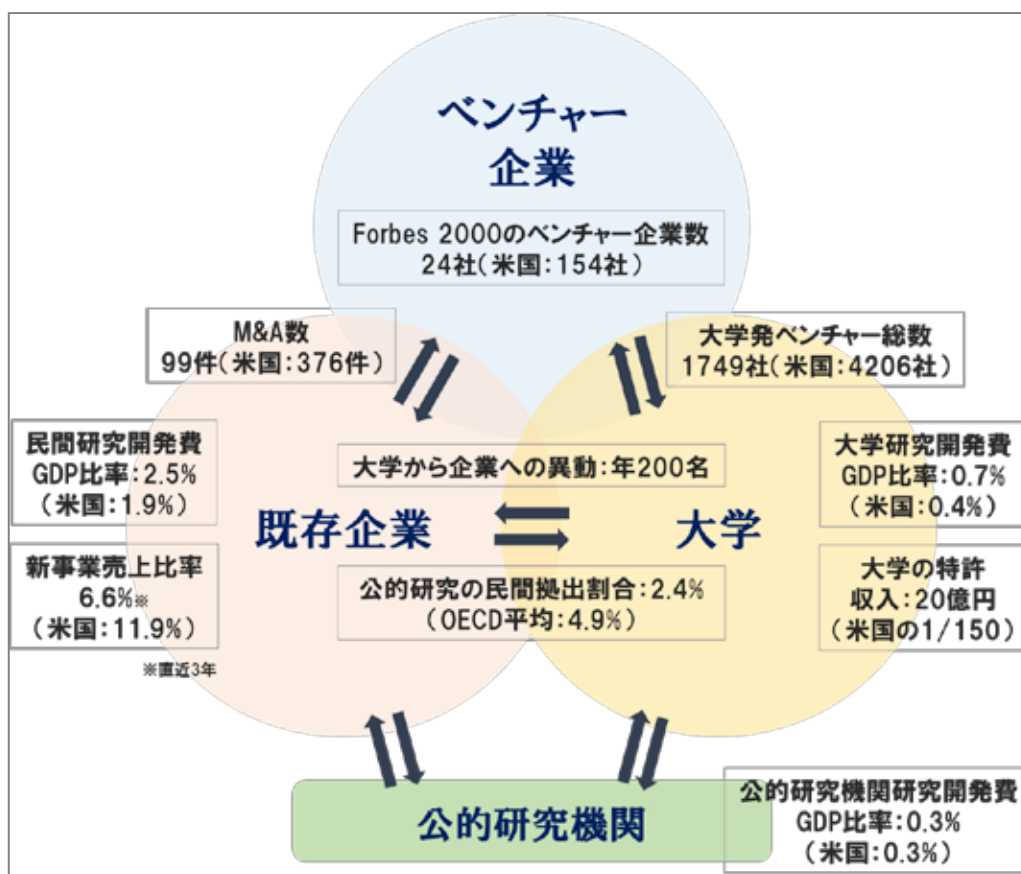 ベンチャー
企業
Forbes 2000のベンチャー企業数
24社(米国:154社)
M&A数
99件(米国:376件)
大学発ベンチャー総数
1749社(米国:4206社)
民間研究開発費
GDP比率:2.5%
(米国:1.9%)
大学から企業への異動:年200名
大学研究開発費
GDP比率:0.7%
(米国:0.4%)
既存企業
大学
新事業売上比率
6.6%※
(米国:11.9%)
※直近3年
公的研究の民間拠出割合:2.4%
(OECD平均:4.9%)
大学の特許
収入:20億円
(米国の1/150)
公的研究機関
公的研究機関研究開発費
GDP比率:0.3%
(米国:0.3%)